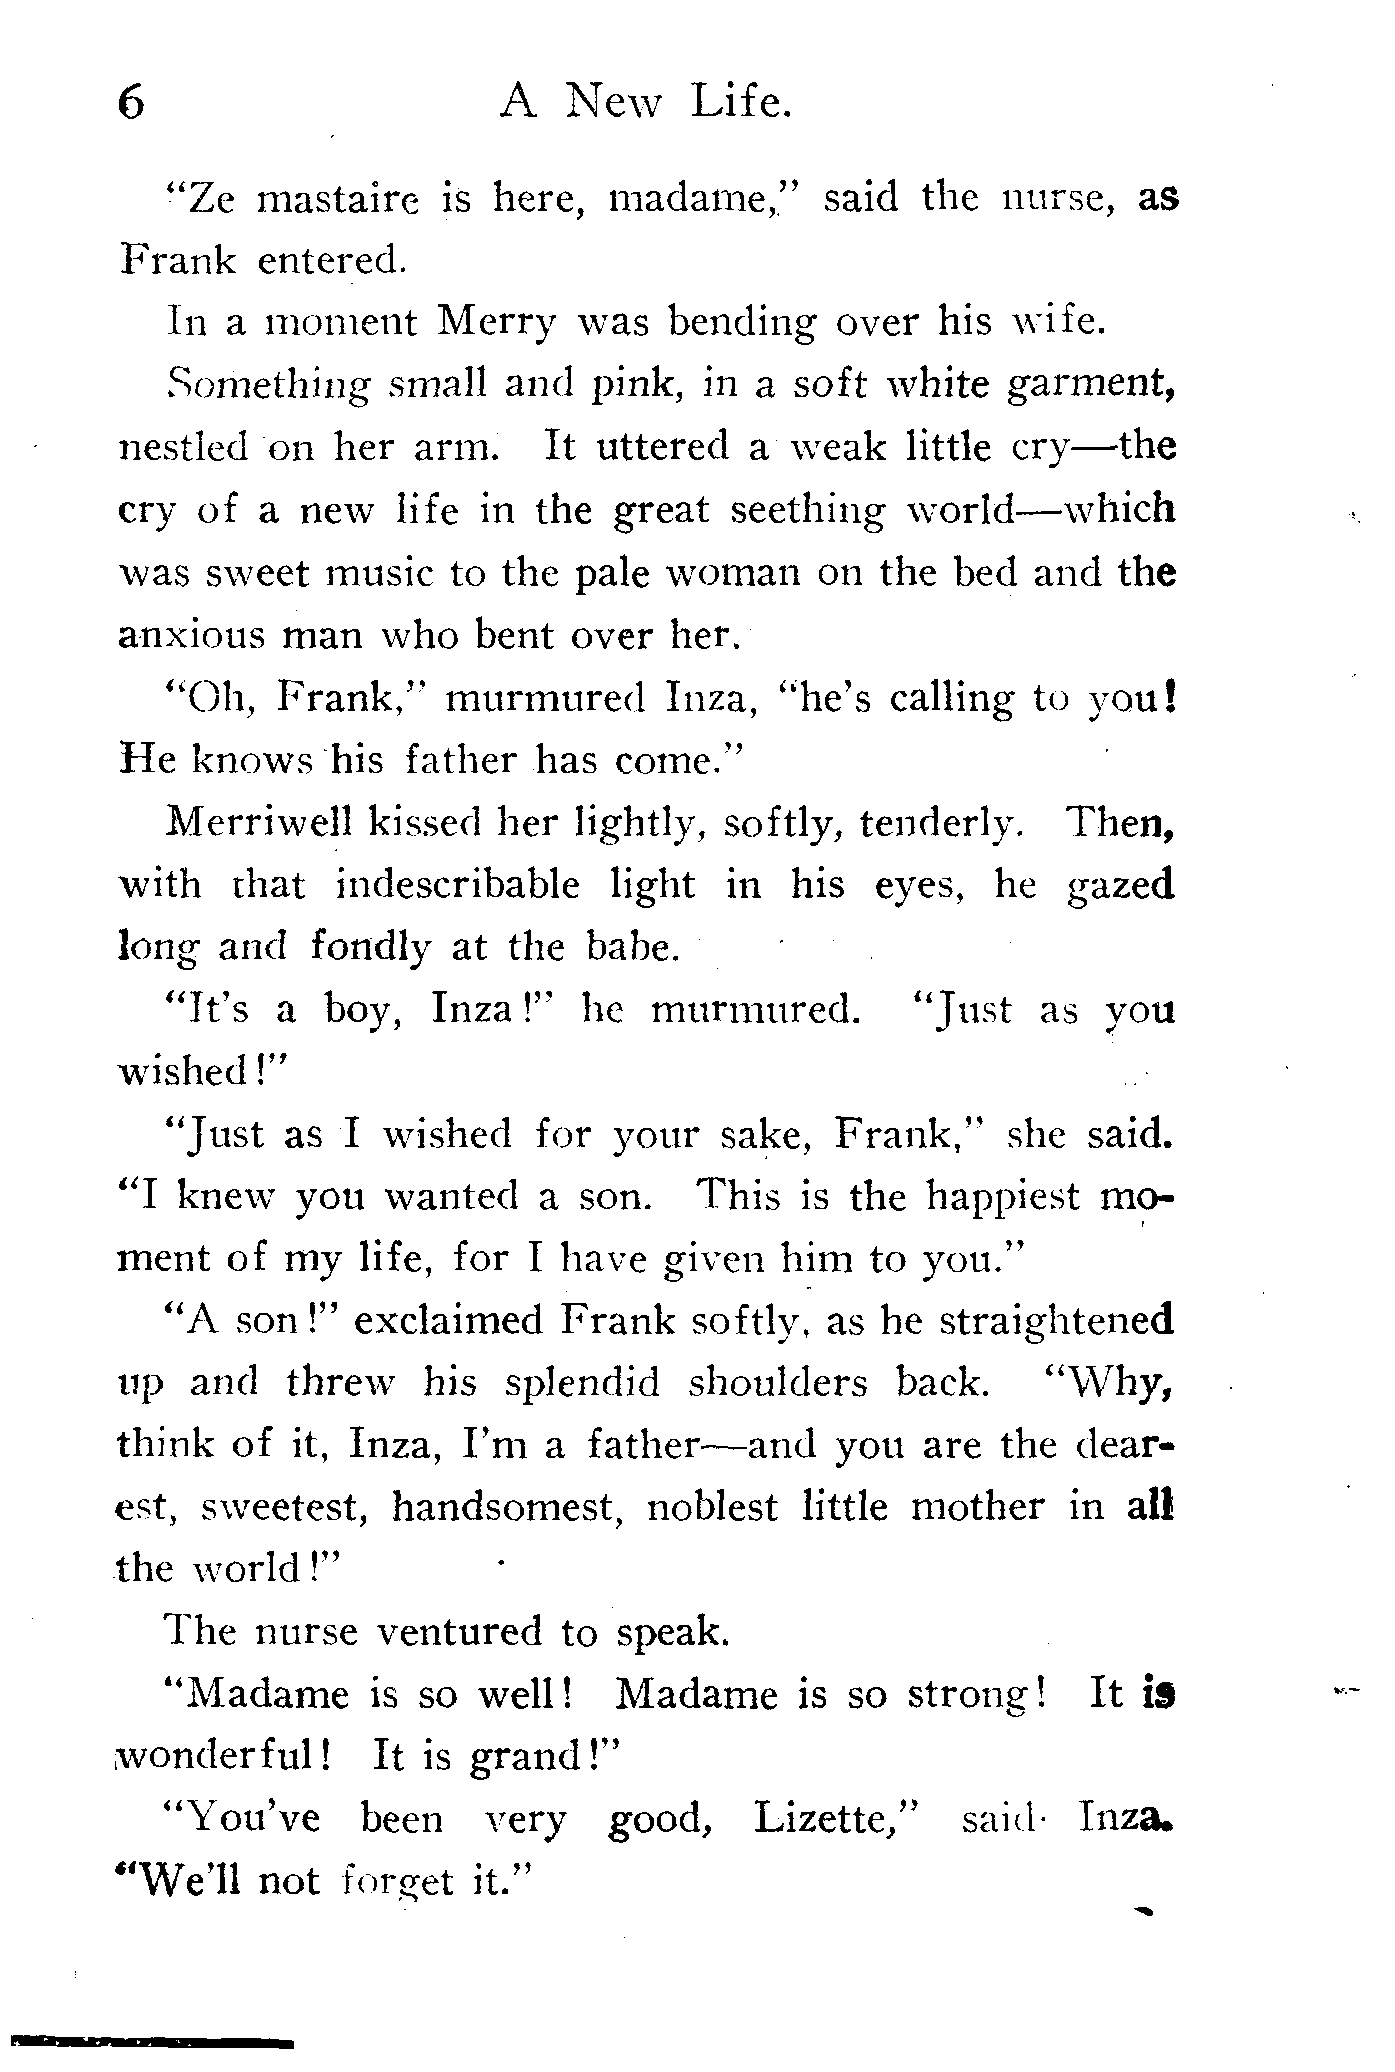 6 A New Life.
"Ze mastaire is here, madame," said the nurse, as
Frank entered.
In a moment Merry was bending over his wife.
Something small and pink, in a soft white garment,
nestled on her arm. It uttered a weak little cry—the
cry of a new life in the great seething world—which
was sweet music to the pale woman on the bed and the
anxious man who bent over her.
"Oh, Frank," murmured Inza, "he's calling to you!
He knows his father has come."
Merriwell kissed her lightly, softly, tenderly. Then,
with that indescribable light in his eyes, he gazed
long and fondly at the babe.
"It's a boy, Inza!" he murmured. "Just as you
wished!"
"Just as I wished for your sake, Frank," she said.
"I knew you wanted a son. This is the happiest mo-
ment of my life, for I have given him to you."
"A son!" exclaimed Frank softly, as he straightened
up and threw his splendid shoulders back. "Why,
think of it, Inza, I'm a father—and you are the dear-
est, sweetest, handsomest, noblest little mother in all
the world!"
The nurse ventured to speak.
"Madame is so well! Madame is so strong! It is
wonderful! It is grand!"
"You've been very good, Lizette," said Inza.
"We'll not forget it."